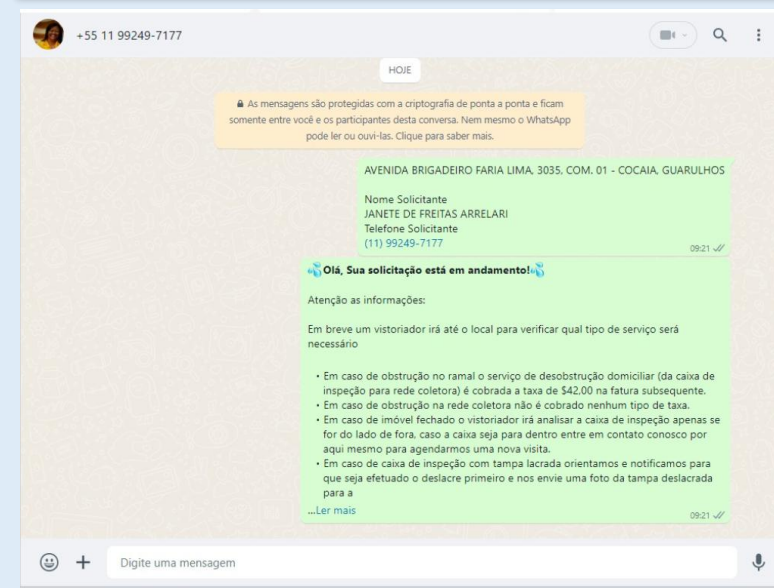 +55 11 99249-7177
HOJE
As mensagens são protegidas com a criptografia de ponta a ponta e ficam
somente entre você e os participantes desta conversa. Nem mesmo o WhatsApp
pode ler ou ouvi-las. Clique para saber mais.
AVENIDA BRIGADEIRO FARIA LIMA, 3035, COM. 01 - COCAIA, GUARULHOS
Nome Solicitante
JANETE DE FREITAS ARRELARI
Telefone Solicitante
(11) 99249-7177
09:21
💦Olá, Sua solicitação está em andamento!💦
Atenção as informações:
Em breve um vistoriador irá até o local para verificar qual tipo de serviço será
necessário
• Em caso de obstrução no ramal o serviço de desobstrução domiciliar (da caixa de
inspeção para rede coletora) é cobrada a taxa de $42,00 na fatura subsequente.
• Em caso de obstrução na rede coletora não é cobrado nenhum tipo de taxa.
• Em caso de imóvel fechado o vistoriador irá analisar a caixa de inspeção apenas se
for do lado de fora, caso a caixa seja para dentro entre em contato conosco por
aqui mesmo para agendarmos uma nova visita.
• Em caso de caixa de inspeção com tampa lacrada orientamos e notificamos para
que seja efetuado o deslacre primeiro e nos envie uma foto da tampa deslacrada
para a
...Ler mais
09:21
Digite uma mensagem